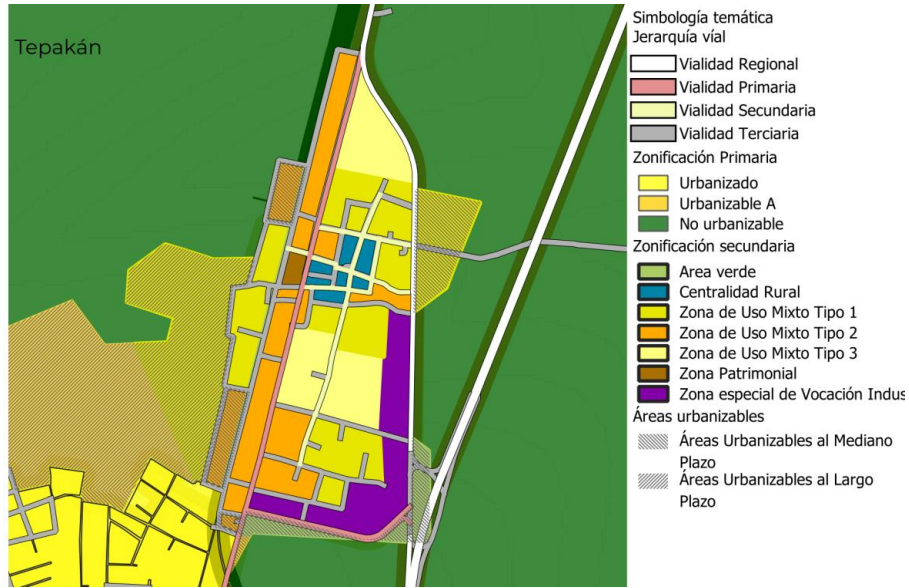 Tepakán
Simbología temática
Jerarquía víal
Vialidad Regional
Vialidad Primaria
Vialidad Secundaria
Vialidad Terciaria
Zonificación Primaria
Urbanizado
Urbanizable A
No urbanizable
Zonificación secundaria
Area verde
Centralidad Rural
Zona de Uso Mixto Tipo 1
Zona de Uso Mixto Tipo 2
Zona de Uso Mixto Tipo 3
Zona Patrimonial
Zona especial de Vocación Indus
Áreas urbanizables
Áreas Urbanizables al Mediano
Plazo
Áreas Urbanizables al Largo
Plazo